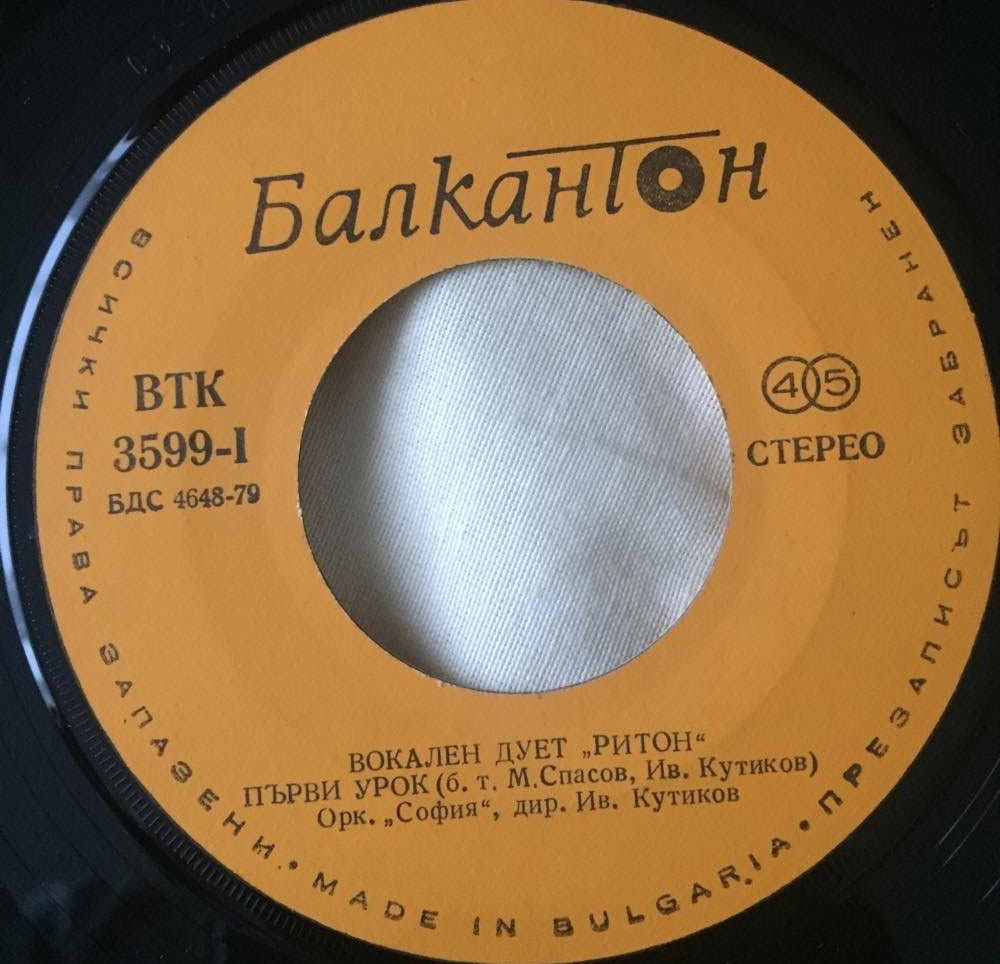 Балкантон
ВТК
3599-I
БДС 4648-79
45
СТЕРЕО
ВОКАЛЕН ДУЕТ „РИТОН“
ПЪРВИ УРОК (б. т. М.Спасов, Ив. Кутиков)
Орк. „София“, дир. Ив. Кутиков
ВСИЧКИ ПРАВА ЗАПАЗЕНИ • MADE IN BULGARIA • ПРЕЗАПИСЪТ ЗАБРАНЕН